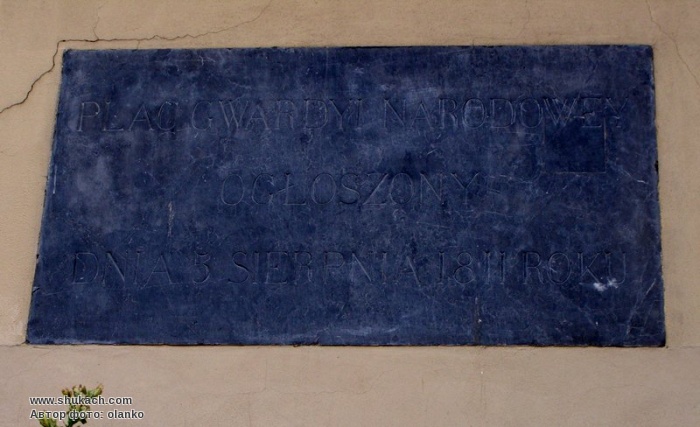 PLAC GWARDYI NARODOWEY
OGŁOSZONY
DNIA 5 SIERPNIA 1811 ROKU
www.shukach.com
Автор фото: olanko